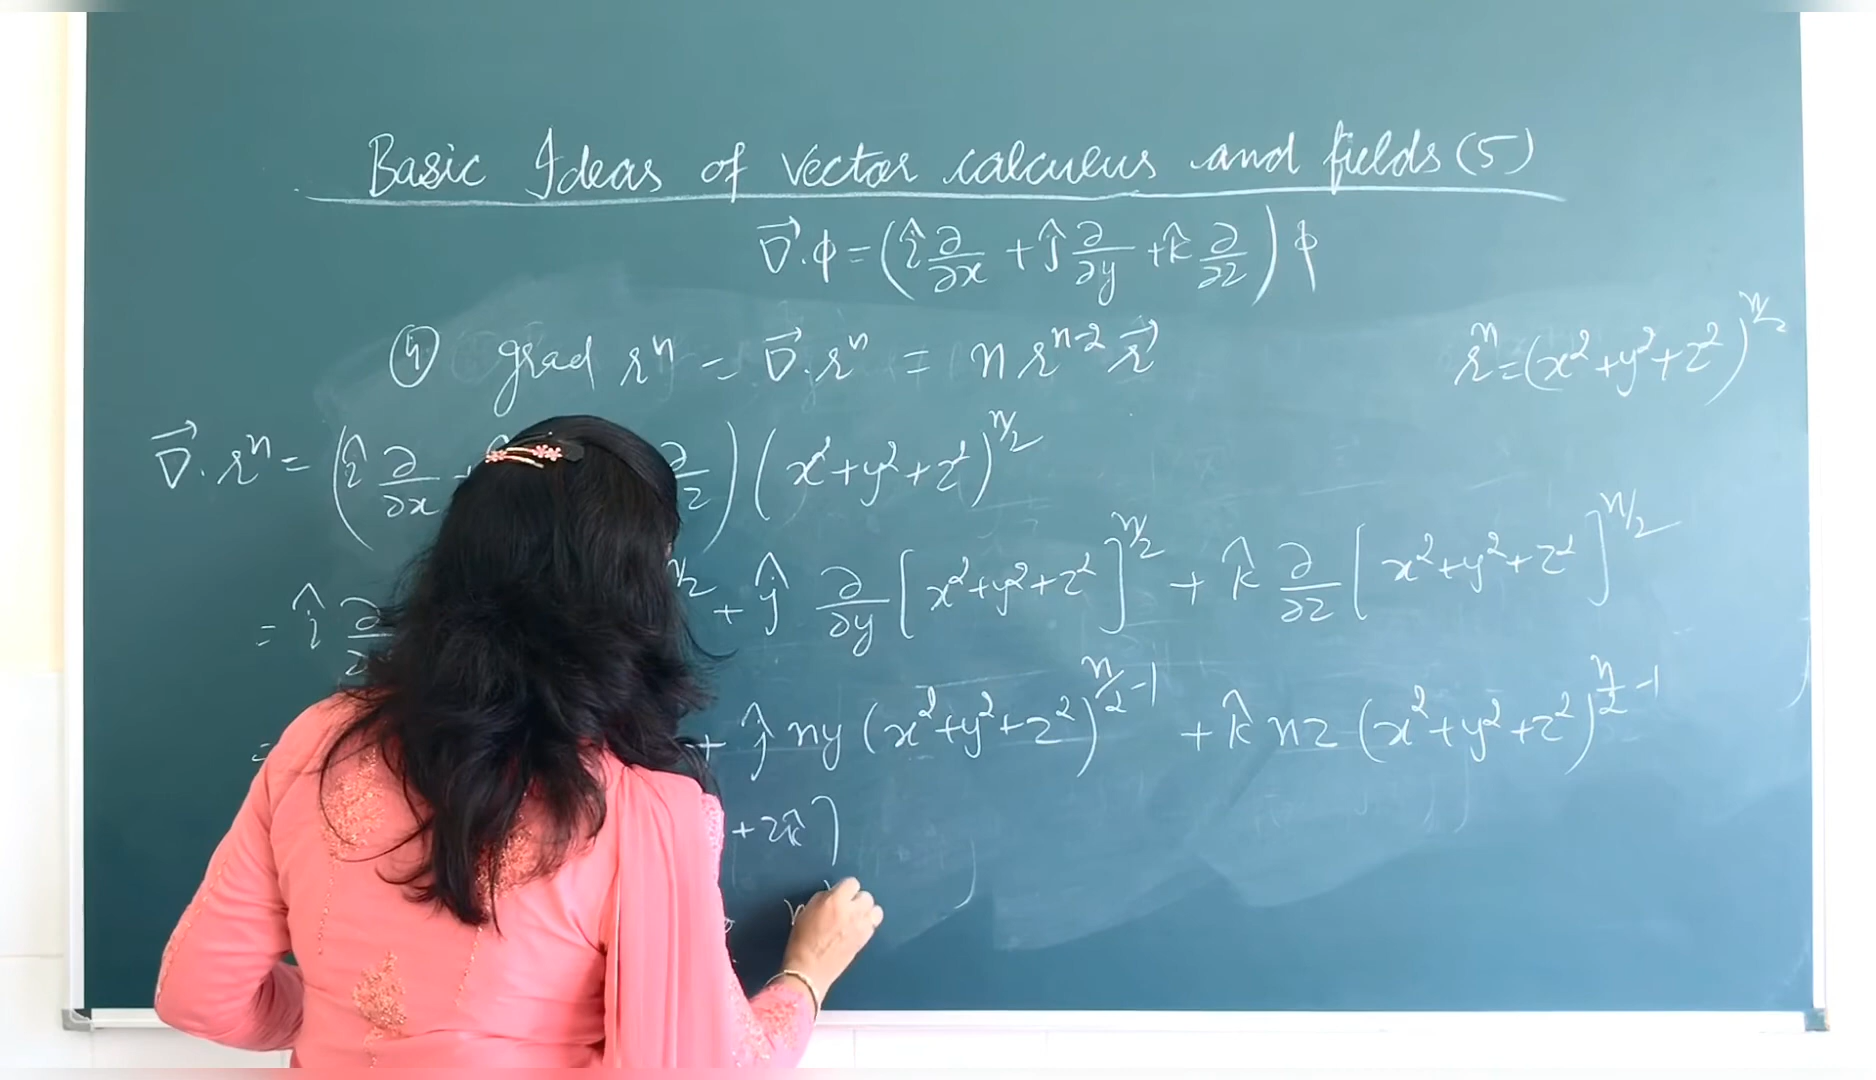 Basic Ideas of vector calculus and fields (5)
∇⃗.φ = (î ∂/∂x + ĵ ∂/∂y + k̂ ∂/∂z) φ
④ grad rⁿ = ∇⃗.rⁿ = n rⁿ⁻² r⃗
rⁿ = (x² + y² + z²)^n/2
∇⃗.rⁿ = (î ∂/∂x + ∂/z) (x² + y² + z²)^n/2
= î ∂/∂ n/2 + ĵ ∂/∂y [x² + y² + z²]^n/2 + k̂ ∂/∂z [x² + y² + z²]^n/2
= + ĵ ny (x² + y² + z²)^(n/2 - 1) + k̂ nz (x² + y² + z²)^(n/2 - 1)
+ zk̂]